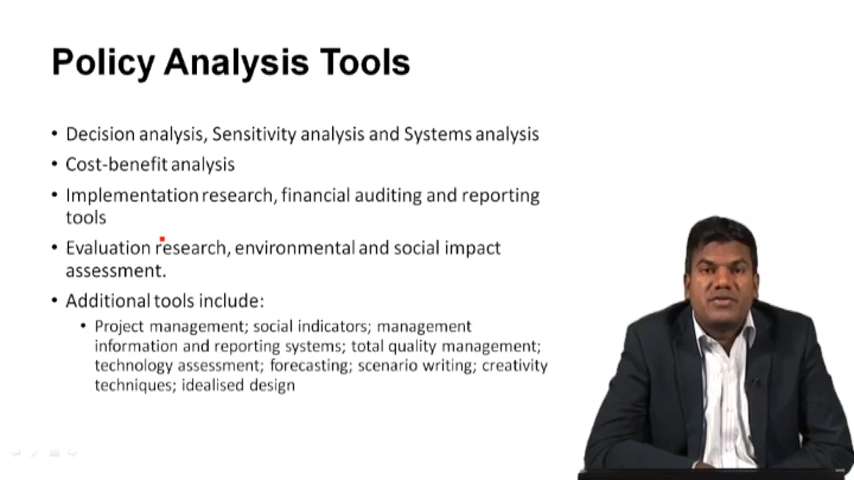 Policy Analysis Tools
• Decision analysis, Sensitivity analysis and Systems analysis
• Cost-benefit analysis
• Implementation research, financial auditing and reporting
tools
• Evaluation research, environmental and social impact
assessment.
• Additional tools include:
• Project management; social indicators; management
information and reporting systems; total quality management;
technology assessment; forecasting; scenario writing; creativity
techniques; idealised design